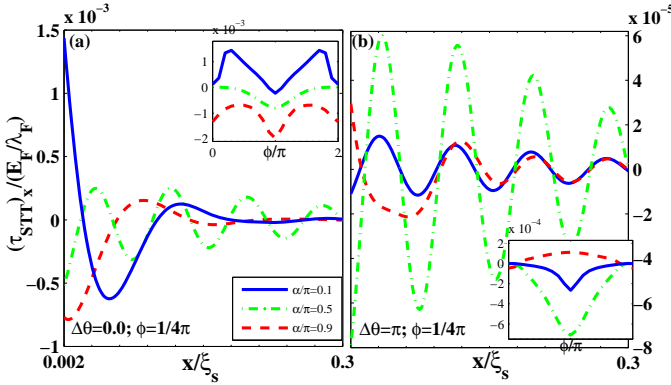 x 10⁻³
x 10⁻⁵
(a)
(b)
1.5
1
0.5
0
−0.5
−1
(τ_STT)_x/(E_F/λ_F)
x 10⁻³
2
1
0
−1
−2
0
ϕ/π
2
α/π=0.1
α/π=0.5
α/π=0.9
Δθ=0.0; ϕ=1/4π
0.002
x/ξ_s
0.3
6
4
2
0
−2
−4
−6
−8
x 10⁻⁴
2
0
−2
−4
−6
ϕ/π
Δθ=π; ϕ=1/4π
x/ξ_s
0.3